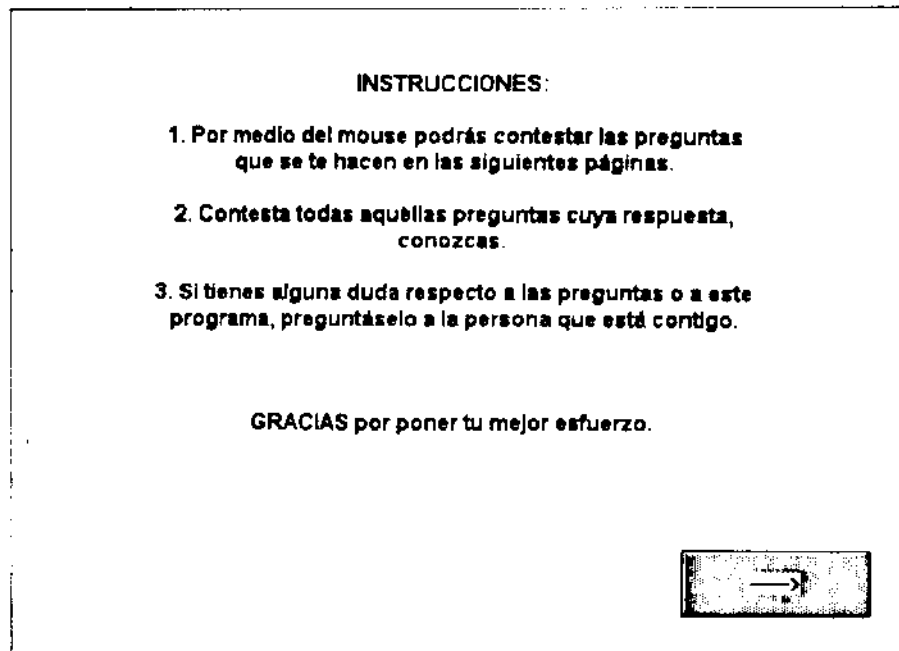 INSTRUCCIONES:
1. Por medio del mouse podrás contestar las preguntas
que se te hacen en las siguientes páginas.
2. Contesta todas aquéllas preguntas cuya respuesta,
conozcas.
3. Si tienes alguna duda respecto a las preguntas o a este
programa, preguntáselo a la persona que está contigo.
GRACIAS por poner tu mejor esfuerzo.